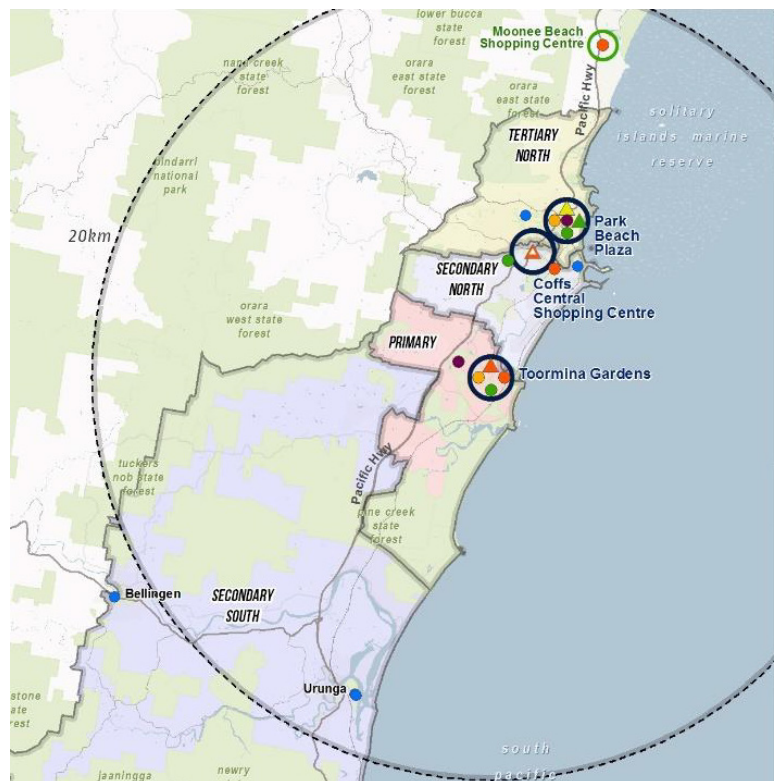 lower bucca
state
forest
Moonee Beach
Shopping Centre
nana creek
state
forest
orara
east state
forest
orara
east state
forest
Pacific Hwy
solitary
islands marine
reserve
TERTIARY
NORTH
bindarri
national
park
20km
Park
Beach
Plaza
SECONDARY
NORTH
Coffs
Central
Shopping Centre
orara
west state
forest
PRIMARY
Toormina Gardens
tuckers
nob state
forest
Pacific Hwy
pine creek
state
forest
Bellingen
SECONDARY
SOUTH
Urunga
stone
ate
rest
south
pacific
jaaningga
newry